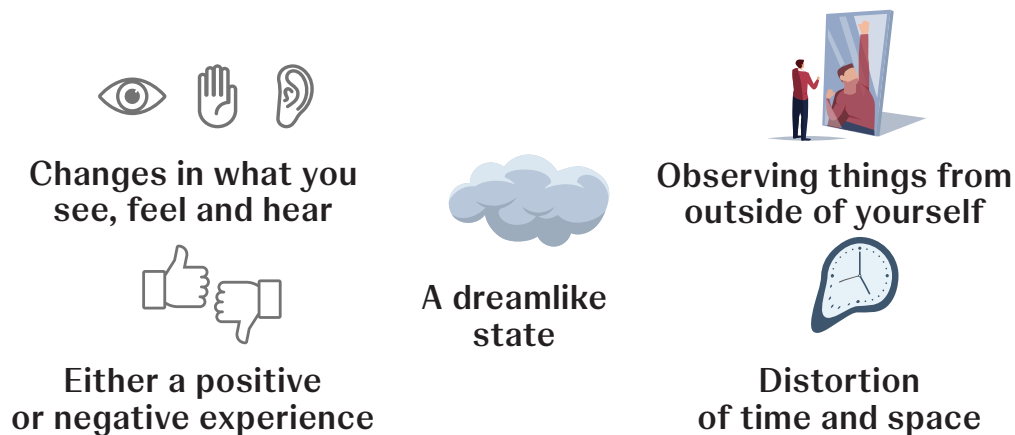 Changes in what you
see, feel and hear
Either a positive
or negative experience
A dreamlike
state
Observing things from
outside of yourself
Distortion
of time and space